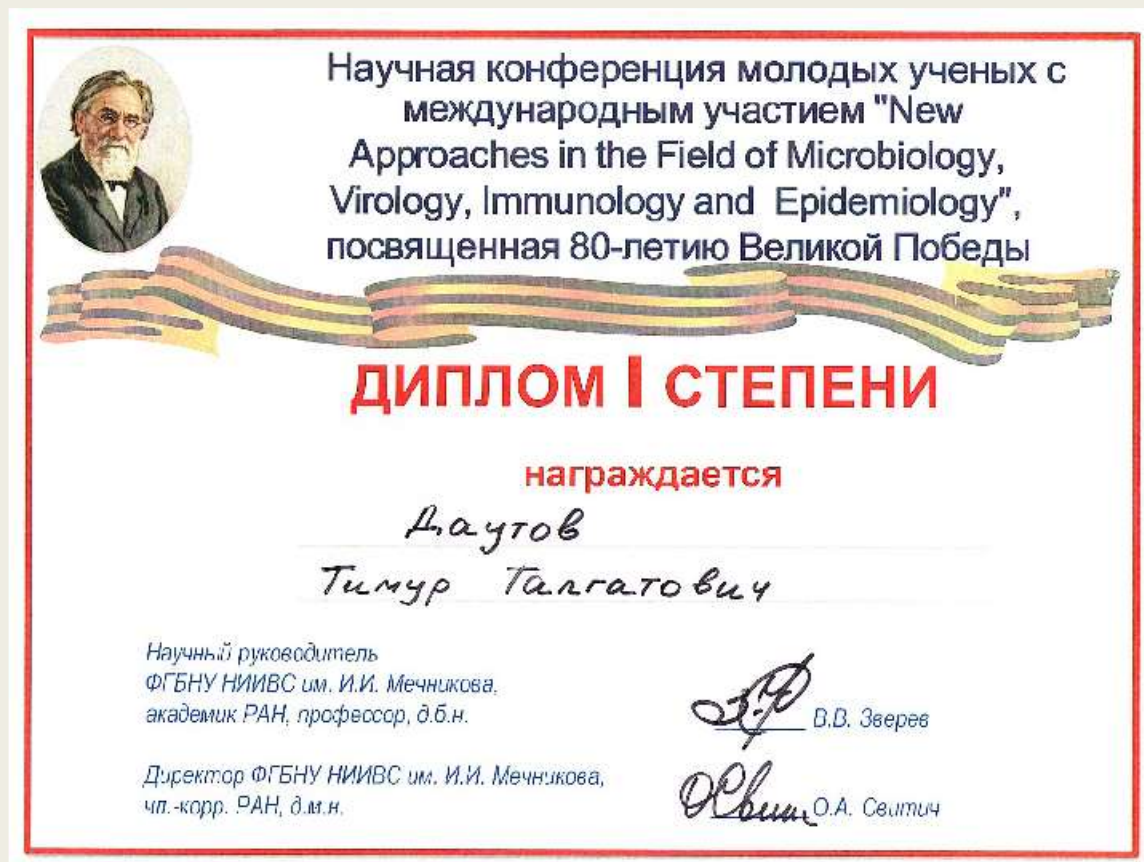 Научная конференция молодых ученых с
международным участием "New
Approaches in the Field of Microbiology,
Virology, Immunology and Epidemiology",
посвященная 80-летию Великой Победы
ДИПЛОМ I СТЕПЕНИ
награждается
Даутов
Тимур Талгатович
Научный руководитель
ФГБНУ НИИВС им. И.И. Мечникова,
академик РАН, профессор, д.б.н.
В.В. Зверев
Директор ФГБНУ НИИВС им. И.И. Мечникова,
чл.-корр. РАН, д.м.н.
О.А. Свитич